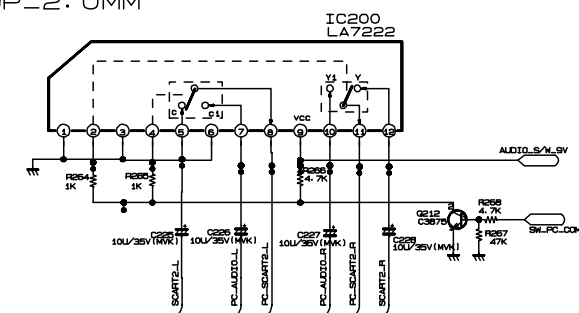 P_2.0MM
IC200
LA7222
Y1 Y
C C1
VCC
1 2 3 4 5 6 7 8 9 10 11 12
AUDIO_S/W_9V
R264
1K
R265
1K
R266
4.7K
Q212
C3875
2
R268
4.7K
R267
47K
SW_PC_COM
C225
10U/35V(MVK)
C226
10U/35V(MVK)
C227
10U/35V(MVK)
C228
10U/35V(MVK)
SCART2_L
PC_AUDIO_L
PC_SCART2_L
PC_AUDIO_R
PC_SCART2_R
SCART2_R